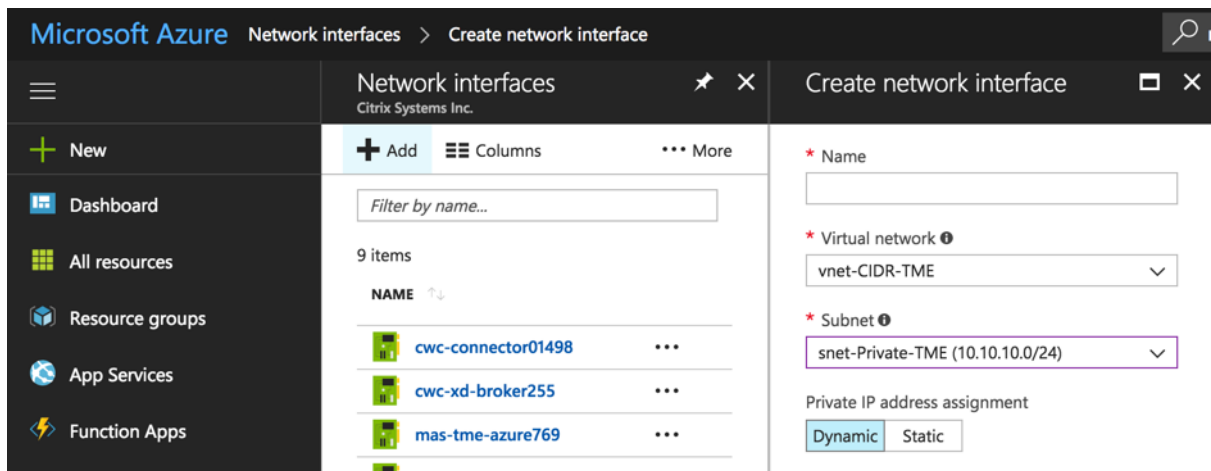 Microsoft Azure Network interfaces > Create network interface
Network interfaces
Citrix Systems Inc.
Create network interface
New
Dashboard
All resources
Resource groups
App Services
Function Apps
Add Columns ••• More
Filter by name...
9 items
NAME
cwc-connector01498 •••
cwc-xd-broker255 •••
mas-tme-azure769 •••
* Name
* Virtual network
vnet-CIDR-TME
* Subnet
snet-Private-TME (10.10.10.0/24)
Private IP address assignment
Dynamic Static